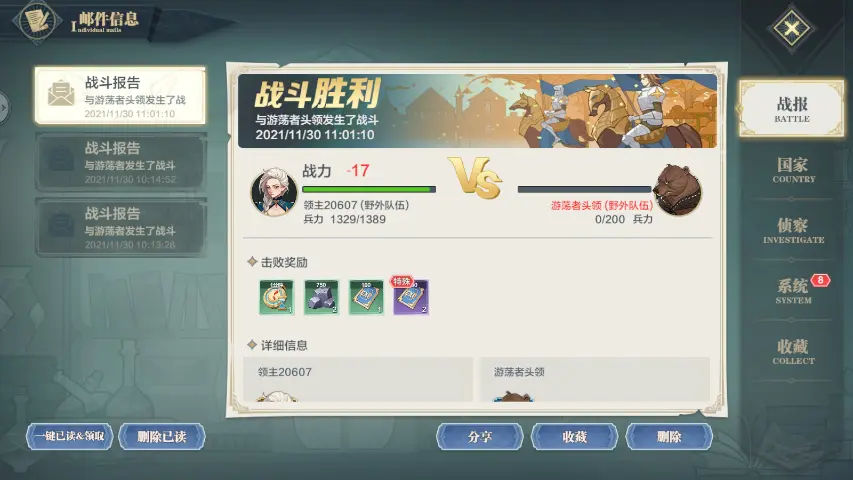 邮件信息
Individual mails
战斗报告
与游荡者头领发生了战
2021/11/30 11:01:10
战斗报告
与游荡者发生了战斗
2021/11/30 10:14:52
战斗报告
与游荡者发生了战斗
2021/11/30 10:13:26
一键已读&领取
删除已读
战斗胜利
与游荡者头领发生了战斗
2021/11/30 11:01:10
战力 -17
VS
领主20607 (野外队伍)
兵力 1329/1389
游荡者头领 (野外队伍)
0/200 兵力
击败奖励
1
750
2
100
1
特殊
2
详细信息
领主20607
游荡者头领
分享
收藏
删除
战报
BATTLE
国家
COUNTRY
侦察
INVESTIGATE
系统
8
SYSTEM
收藏
COLLECT